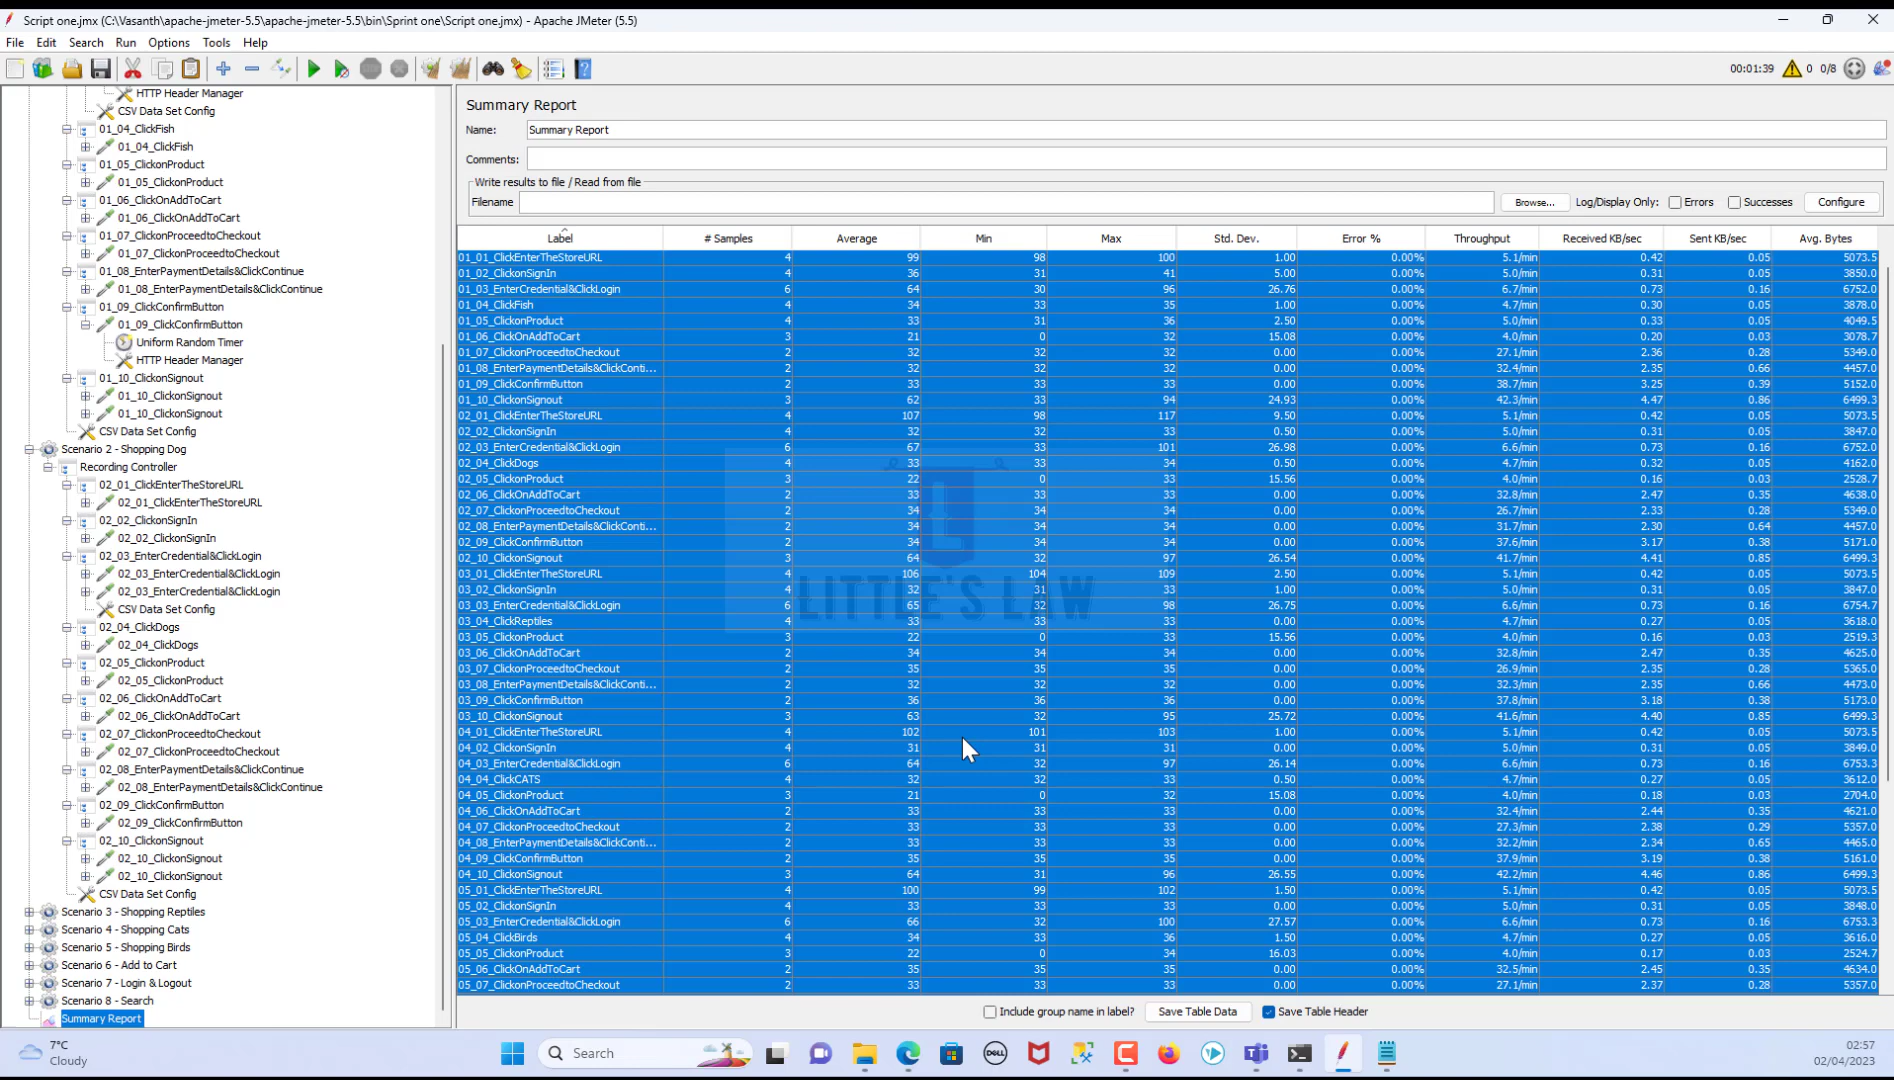 Script one.jmx (C:\Vasanth\apache-jmeter-5.5\apache-jmeter-5.5\bin\Sprint one\Script one.jmx) - Apache JMeter (5.5)
File Edit Search Run Options Tools Help
00:01:39 0 0/8
HTTP Header Manager
CSV Data Set Config
01_04_ClickFish
01_04_ClickFish
01_05_ClickonProduct
01_05_ClickonProduct
01_06_ClickOnAddToCart
01_06_ClickOnAddToCart
01_07_ClickonProceedtoCheckout
01_07_ClickonProceedtoCheckout
01_08_EnterPaymentDetails&ClickContinue
01_08_EnterPaymentDetails&ClickContinue
01_09_ClickConfirmButton
01_09_ClickConfirmButton
Uniform Random Timer
HTTP Header Manager
01_10_ClickonSignout
01_10_ClickonSignout
01_10_ClickonSignout
CSV Data Set Config
Scenario 2 - Shopping Dog
Recording Controller
02_01_ClickEnterTheStoreURL
02_01_ClickEnterTheStoreURL
02_02_ClickonSignIn
02_02_ClickonSignIn
02_03_EnterCredential&ClickLogin
02_03_EnterCredential&ClickLogin
02_03_EnterCredential&ClickLogin
CSV Data Set Config
02_04_ClickDogs
02_04_ClickDogs
02_05_ClickonProduct
02_05_ClickonProduct
02_06_ClickOnAddToCart
02_06_ClickOnAddToCart
02_07_ClickonProceedtoCheckout
02_07_ClickonProceedtoCheckout
02_08_EnterPaymentDetails&ClickContinue
02_08_EnterPaymentDetails&ClickContinue
02_09_ClickConfirmButton
02_09_ClickConfirmButton
02_10_ClickonSignout
02_10_ClickonSignout
02_10_ClickonSignout
CSV Data Set Config
Scenario 3 - Shopping Reptiles
Scenario 4 - Shopping Cats
Scenario 5 - Shopping Birds
Scenario 6 - Add to Cart
Scenario 7 - Login & Logout
Scenario 8 - Search
Summary Report
Summary Report
Name: Summary Report
Comments:
Write results to file / Read from file
Filename Browse... Log/Display Only: Errors Successes Configure
Label # Samples Average Min Max Std. Dev. Error % Throughput Received KB/sec Sent KB/sec Avg. Bytes
01_01_ClickEnterTheStoreURL 4 99 98 100 1.00 0.00% 5.1/min 0.42 0.05 5073.5
01_02_ClickonSignIn 4 36 31 41 5.00 0.00% 5.0/min 0.31 0.05 3850.0
01_03_EnterCredential&ClickLogin 6 64 30 96 26.76 0.00% 6.7/min 0.73 0.16 6752.0
01_04_ClickFish 4 34 33 35 1.00 0.00% 4.7/min 0.30 0.05 3878.0
01_05_ClickonProduct 4 33 31 36 2.50 0.00% 5.0/min 0.33 0.05 4049.5
01_06_ClickOnAddToCart 3 21 0 32 15.08 0.00% 4.0/min 0.20 0.03 3078.7
01_07_ClickonProceedtoCheckout 2 32 32 32 0.00 0.00% 27.1/min 2.36 0.28 5349.0
01_08_EnterPaymentDetails&ClickConti... 2 32 32 32 0.00 0.00% 32.4/min 2.35 0.66 4457.0
01_09_ClickConfirmButton 2 33 33 33 0.00 0.00% 38.7/min 3.25 0.39 5152.0
01_10_ClickonSignout 3 62 33 94 24.93 0.00% 42.3/min 4.47 0.86 6499.3
02_01_ClickEnterTheStoreURL 4 107 98 117 9.50 0.00% 5.1/min 0.42 0.05 5073.5
02_02_ClickonSignIn 4 32 32 33 0.50 0.00% 5.0/min 0.31 0.05 3847.0
02_03_EnterCredential&ClickLogin 6 67 33 101 26.98 0.00% 6.6/min 0.73 0.16 6752.0
02_04_ClickDogs 4 33 33 34 0.50 0.00% 4.7/min 0.32 0.05 4162.0
02_05_ClickonProduct 3 22 0 33 15.56 0.00% 4.0/min 0.16 0.03 2528.7
02_06_ClickOnAddToCart 2 33 33 33 0.00 0.00% 32.8/min 2.47 0.35 4638.0
02_07_ClickonProceedtoCheckout 2 34 34 34 0.00 0.00% 26.7/min 2.33 0.28 5349.0
02_08_EnterPaymentDetails&ClickConti... 2 34 34 34 0.00 0.00% 31.7/min 2.30 0.64 4457.0
02_09_ClickConfirmButton 2 34 34 34 0.00 0.00% 37.6/min 3.17 0.38 5171.0
02_10_ClickonSignout 3 64 32 97 26.54 0.00% 41.7/min 4.41 0.85 6499.3
03_01_ClickEnterTheStoreURL 4 106 104 109 2.50 0.00% 5.1/min 0.42 0.05 5073.5
03_02_ClickonSignIn 4 32 31 33 1.00 0.00% 5.0/min 0.31 0.05 3847.0
03_03_EnterCredential&ClickLogin 6 65 32 98 26.75 0.00% 6.6/min 0.73 0.16 6754.7
03_04_ClickReptiles 4 33 33 33 0.00 0.00% 4.7/min 0.27 0.05 3618.0
03_05_ClickonProduct 3 22 0 33 15.56 0.00% 4.0/min 0.16 0.03 2519.3
03_06_ClickOnAddToCart 2 34 34 34 0.00 0.00% 32.8/min 2.47 0.35 4625.0
03_07_ClickonProceedtoCheckout 2 35 35 35 0.00 0.00% 26.9/min 2.35 0.28 5365.0
03_08_EnterPaymentDetails&ClickConti... 2 32 32 32 0.00 0.00% 32.3/min 2.35 0.66 4473.0
03_09_ClickConfirmButton 2 36 36 36 0.00 0.00% 37.8/min 3.18 0.38 5173.0
03_10_ClickonSignout 3 63 32 95 25.72 0.00% 41.6/min 4.40 0.85 6499.3
04_01_ClickEnterTheStoreURL 4 102 101 103 1.00 0.00% 5.1/min 0.42 0.05 5073.5
04_02_ClickonSignIn 4 31 31 31 0.00 0.00% 5.0/min 0.31 0.05 3849.0
04_03_EnterCredential&ClickLogin 6 64 32 97 26.14 0.00% 6.6/min 0.73 0.16 6753.3
04_04_ClickCATS 4 32 32 33 0.50 0.00% 4.7/min 0.27 0.05 3612.0
04_05_ClickonProduct 3 21 0 32 15.08 0.00% 4.0/min 0.18 0.03 2704.0
04_06_ClickOnAddToCart 2 33 33 33 0.00 0.00% 32.4/min 2.44 0.35 4621.0
04_07_ClickonProceedtoCheckout 2 33 33 33 0.00 0.00% 27.3/min 2.38 0.29 5357.0
04_08_EnterPaymentDetails&ClickConti... 2 33 33 33 0.00 0.00% 32.2/min 2.34 0.65 4465.0
04_09_ClickConfirmButton 2 35 35 35 0.00 0.00% 37.9/min 3.19 0.38 5161.0
04_10_ClickonSignout 3 64 31 96 26.55 0.00% 42.2/min 4.46 0.86 6499.3
05_01_ClickEnterTheStoreURL 4 100 99 102 1.50 0.00% 5.1/min 0.42 0.05 5073.5
05_02_ClickonSignIn 4 33 33 33 0.00 0.00% 5.0/min 0.31 0.05 3848.0
05_03_EnterCredential&ClickLogin 6 66 32 100 27.57 0.00% 6.6/min 0.73 0.16 6753.3
05_04_ClickBirds 4 34 33 36 1.50 0.00% 4.7/min 0.27 0.05 3616.0
05_05_ClickonProduct 3 22 0 34 16.03 0.00% 4.0/min 0.17 0.03 2524.7
05_06_ClickOnAddToCart 2 35 35 35 0.00 0.00% 32.5/min 2.45 0.35 4634.0
05_07_ClickonProceedtoCheckout 2 33 33 33 0.00 0.00% 27.1/min 2.37 0.28 5357.0
LITTLE'S LAW
Include group name in label? Save Table Data Save Table Header
7°C
Cloudy
Search
DELL
02:57
02/04/2023